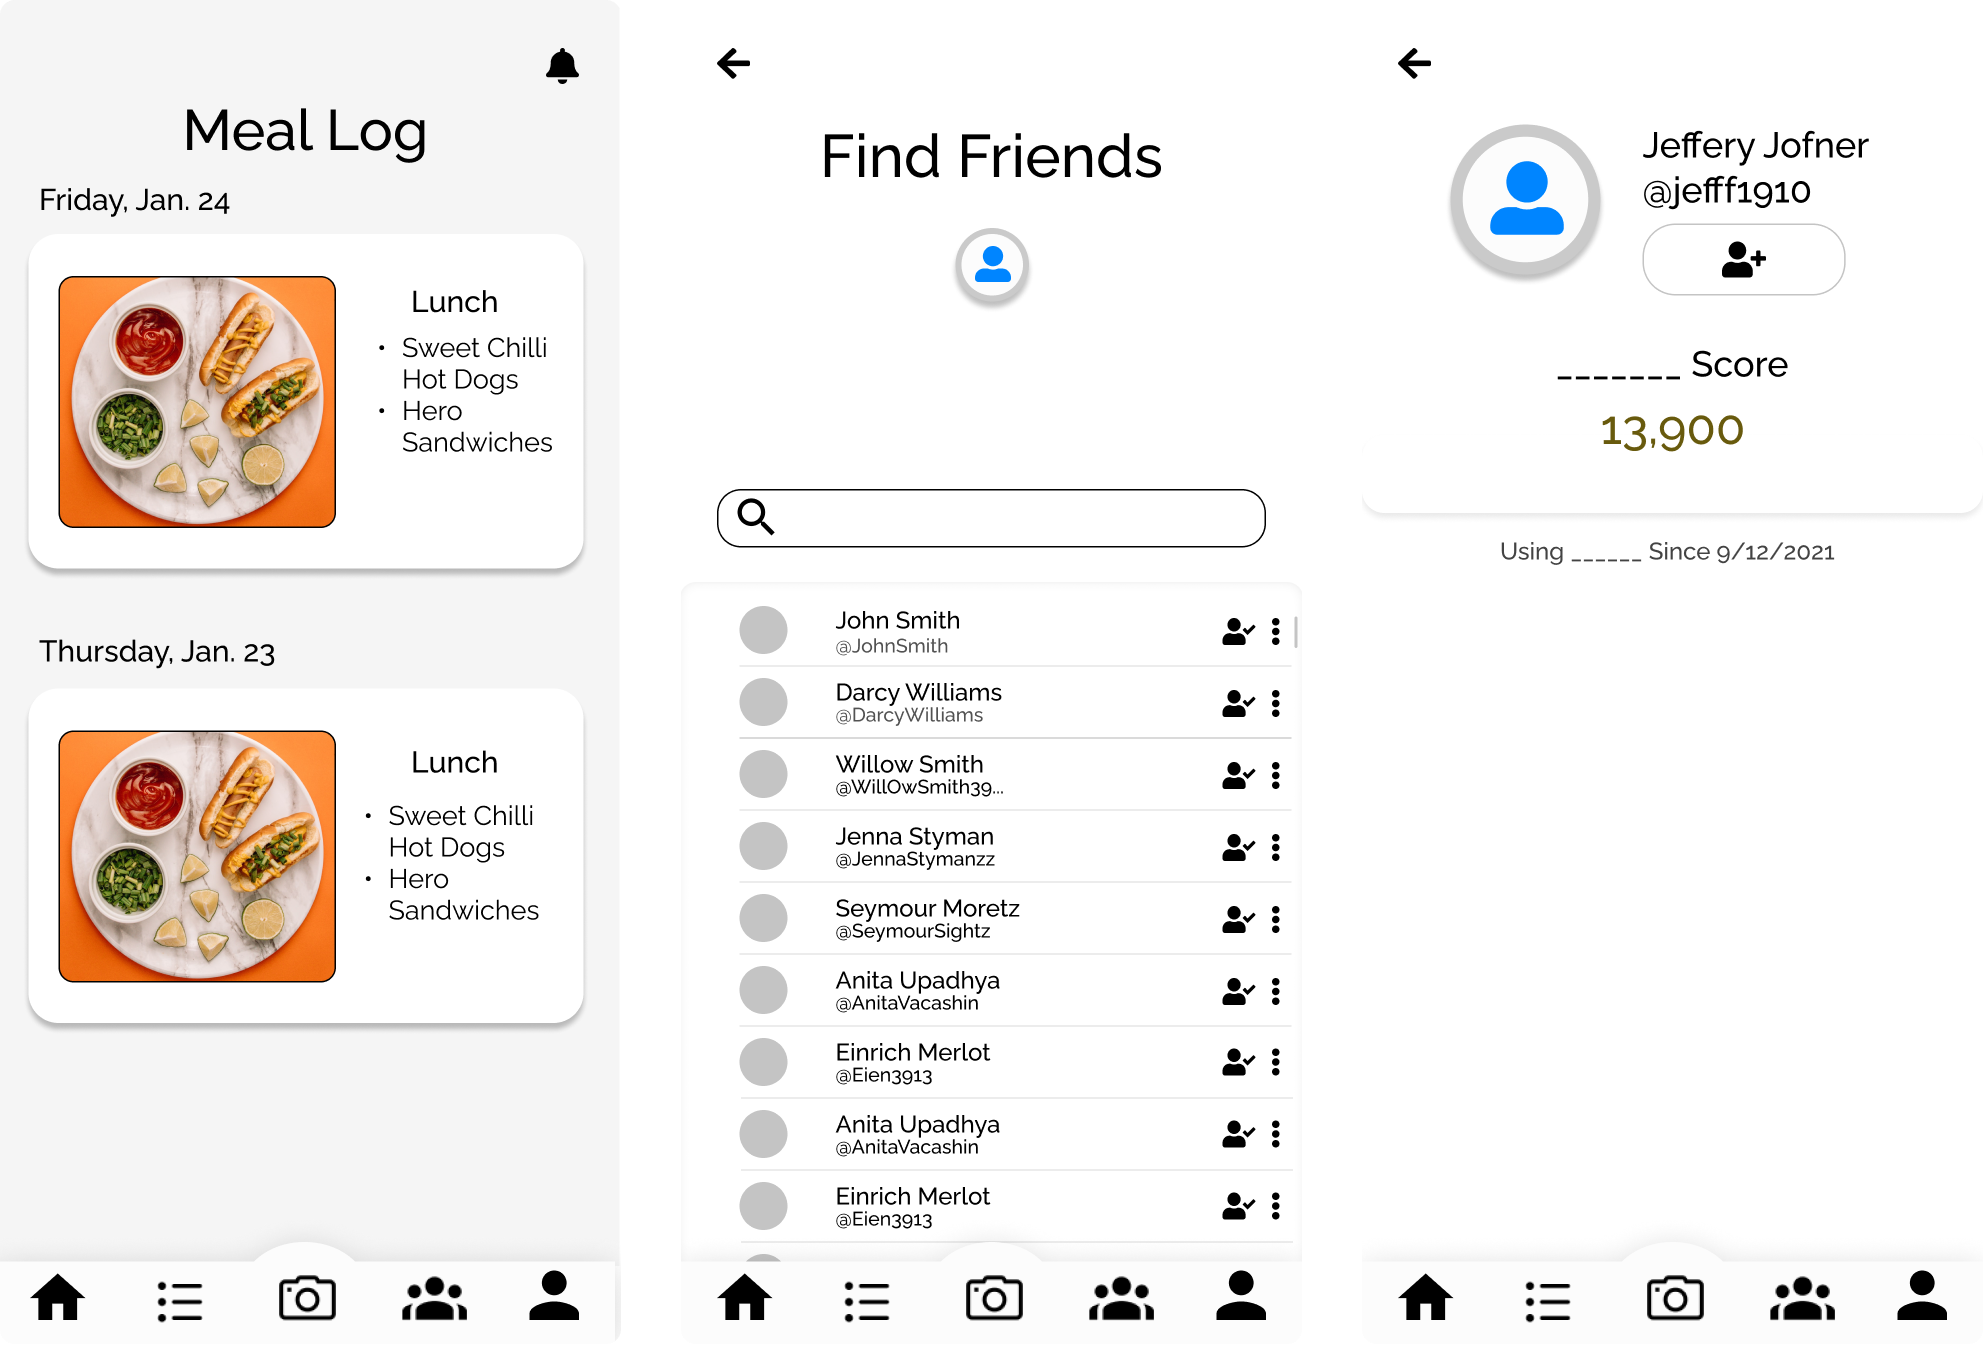 Meal Log
Friday, Jan. 24
Lunch
• Sweet Chilli
Hot Dogs
• Hero
Sandwiches
Thursday, Jan. 23
Lunch
• Sweet Chilli
Hot Dogs
• Hero
Sandwiches
Find Friends
John Smith
@JohnSmith
Darcy Williams
@DarcyWilliams
Willow Smith
@WillOwSmith39...
Jenna Styman
@JennaStymanzz
Seymour Moretz
@SeymourSightz
Anita Upadhya
@AnitaVacashin
Einrich Merlot
@Eien3913
Anita Upadhya
@AnitaVacashin
Einrich Merlot
@Eien3913
Jeffery Jofner
@jefff1910
_______ Score
13,900
Using ______ Since 9/12/2021